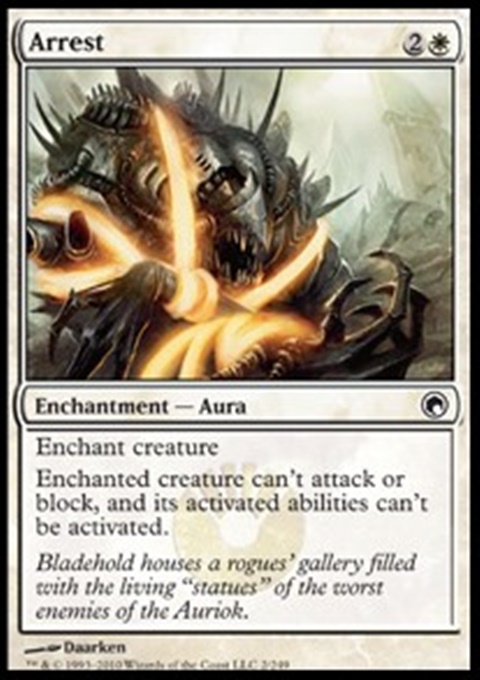 Arrest 2
Enchantment — Aura
Enchant creature
Enchanted creature can't attack or
block, and its activated abilities can't
be activated.
Bladehold houses a rogues' gallery filled
with the living "statues" of the worst
enemies of the Auriok.
Daarken
™ & © 1993–2010 Wizards of the Coast LLC 2/249